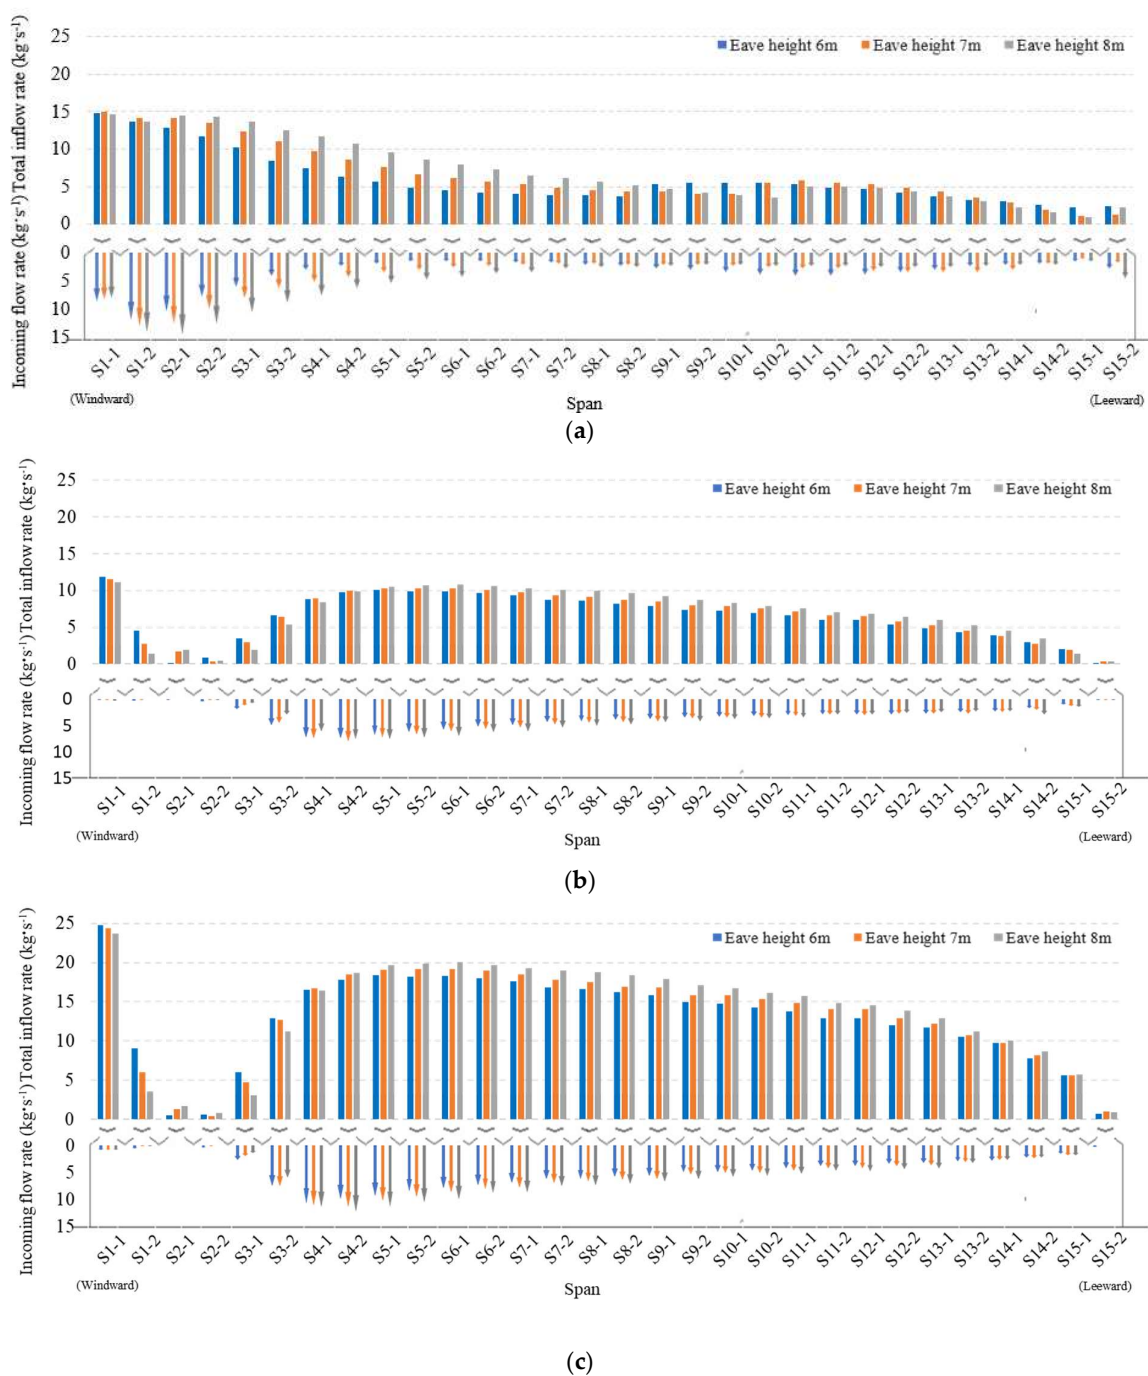 Incoming flow rate (kg·s⁻¹) Total inflow rate (kg·s⁻¹)
25
20
15
10
5
0
0
5
10
15
Eave height 6m Eave height 7m Eave height 8m
S1-1 S1-2 S2-1 S2-2 S3-1 S3-2 S4-1 S4-2 S5-1 S5-2 S6-1 S6-2 S7-1 S7-2 S8-1 S8-2 S9-1 S9-2 S10-1 S10-2 S11-1 S11-2 S12-1 S12-2 S13-1 S13-2 S14-1 S14-2 S15-1 S15-2
(Windward) Span (Leeward)
(a)
Incoming flow rate (kg·s⁻¹) Total inflow rate (kg·s⁻¹)
25
20
15
10
5
0
0
5
10
15
Eave height 6m Eave height 7m Eave height 8m
S1-1 S1-2 S2-1 S2-2 S3-1 S3-2 S4-1 S4-2 S5-1 S5-2 S6-1 S6-2 S7-1 S7-2 S8-1 S8-2 S9-1 S9-2 S10-1 S10-2 S11-1 S11-2 S12-1 S12-2 S13-1 S13-2 S14-1 S14-2 S15-1 S15-2
(Windward) Span (Leeward)
(b)
Incoming flow rate (kg·s⁻¹) Total inflow rate (kg·s⁻¹)
25
20
15
10
5
0
0
5
10
15
Eave height 6m Eave height 7m Eave height 8m
S1-1 S1-2 S2-1 S2-2 S3-1 S3-2 S4-1 S4-2 S5-1 S5-2 S6-1 S6-2 S7-1 S7-2 S8-1 S8-2 S9-1 S9-2 S10-1 S10-2 S11-1 S11-2 S12-1 S12-2 S13-1 S13-2 S14-1 S14-2 S15-1 S15-2
(Windward) Span (Leeward)
(c)